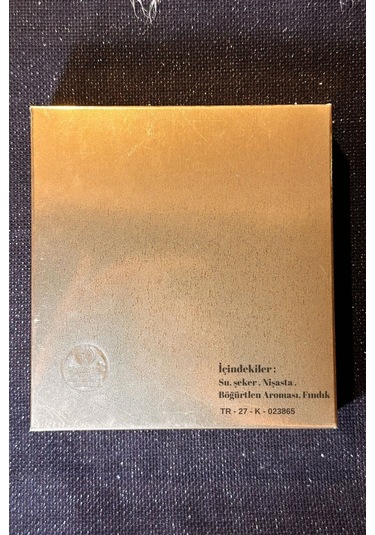 İçindekiler :
Su, şeker . Nişasta .
Böğürtlen Aroması. Fındık
TR - 27 - K - 023865